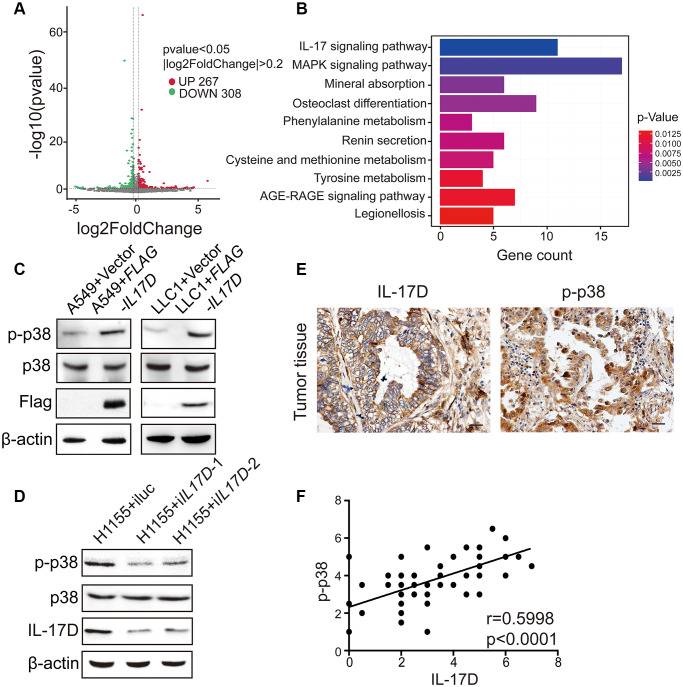 A
60
40
20
0
-log10(pvalue)
-5
0
5
log2FoldChange
pvalue<0.05
|log2FoldChange|>0.2
UP 267
DOWN 308
B
IL-17 signaling pathway
MAPK signaling pathway
Mineral absorption
Osteoclast differentiation
Phenylalanine metabolism
Renin secretion
Cysteine and methionine metabolism
Tyrosine metabolism
AGE-RAGE signaling pathway
Legionellosis
0
5
10
15
Gene count
p-Value
0.0125
0.0100
0.0075
0.0050
0.0025
C
A549+Vector
A549+FLAG
-IL17D
LLC1+Vector
LLC1+FLAG
-IL17D
p-p38
p38
Flag
β-actin
D
H1155+iluc
H1155+iIL17D-1
H1155+iIL17D-2
p-p38
p38
IL-17D
β-actin
E
IL-17D
p-p38
Tumor tissue
F
8
6
4
2
0
p-p38
0
2
4
6
8
IL-17D
r=0.5998
p<0.0001